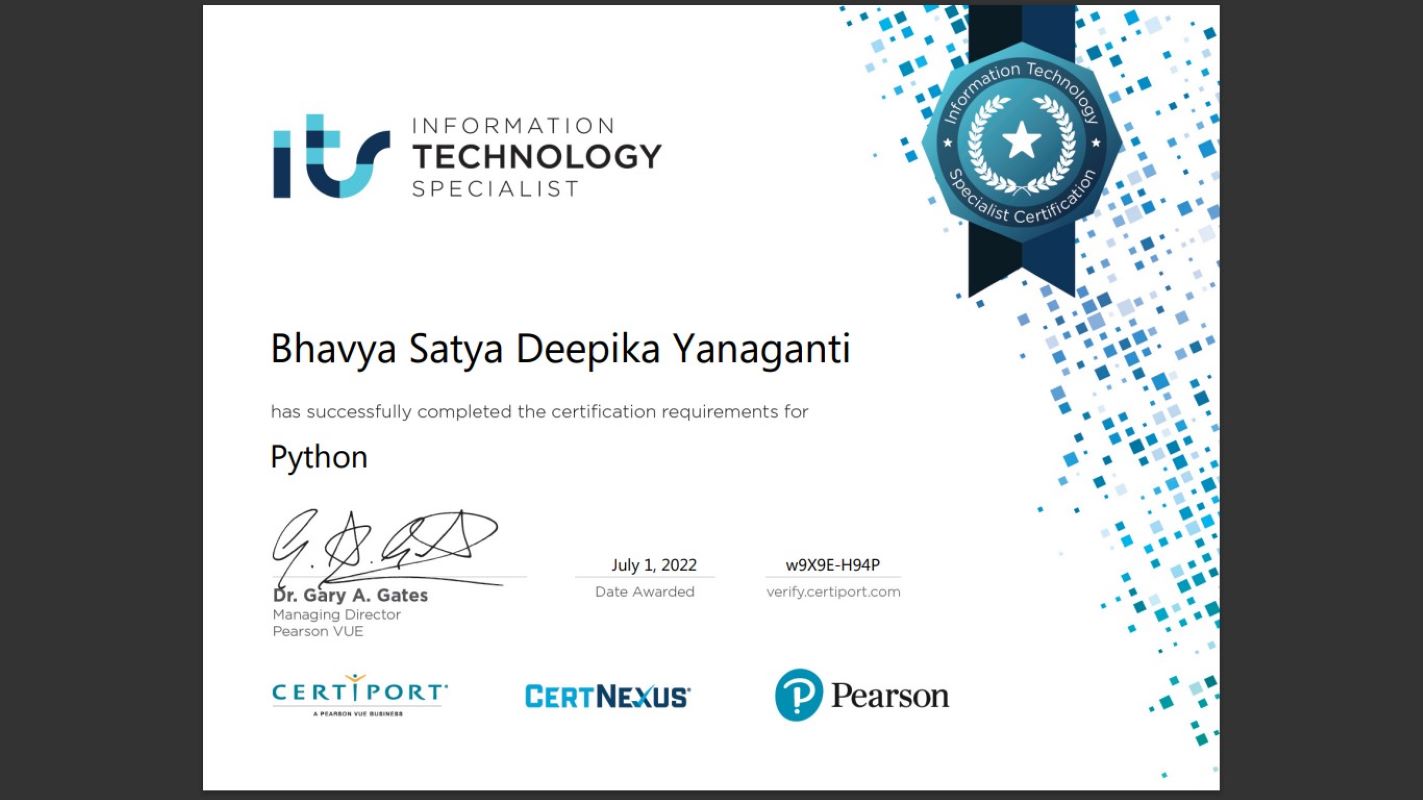 its
INFORMATION
TECHNOLOGY
SPECIALIST
Information Technology
Specialist Certification
Bhavya Satya Deepika Yanaganti
has successfully completed the certification requirements for
Python
G. A. Gates
Dr. Gary A. Gates
Managing Director
Pearson VUE
July 1, 2022
Date Awarded
w9X9E-H94P
verify.certiport.com
CERTIPORT®
A PEARSON VUE BUSINESS
CERTNEXUS®
P Pearson